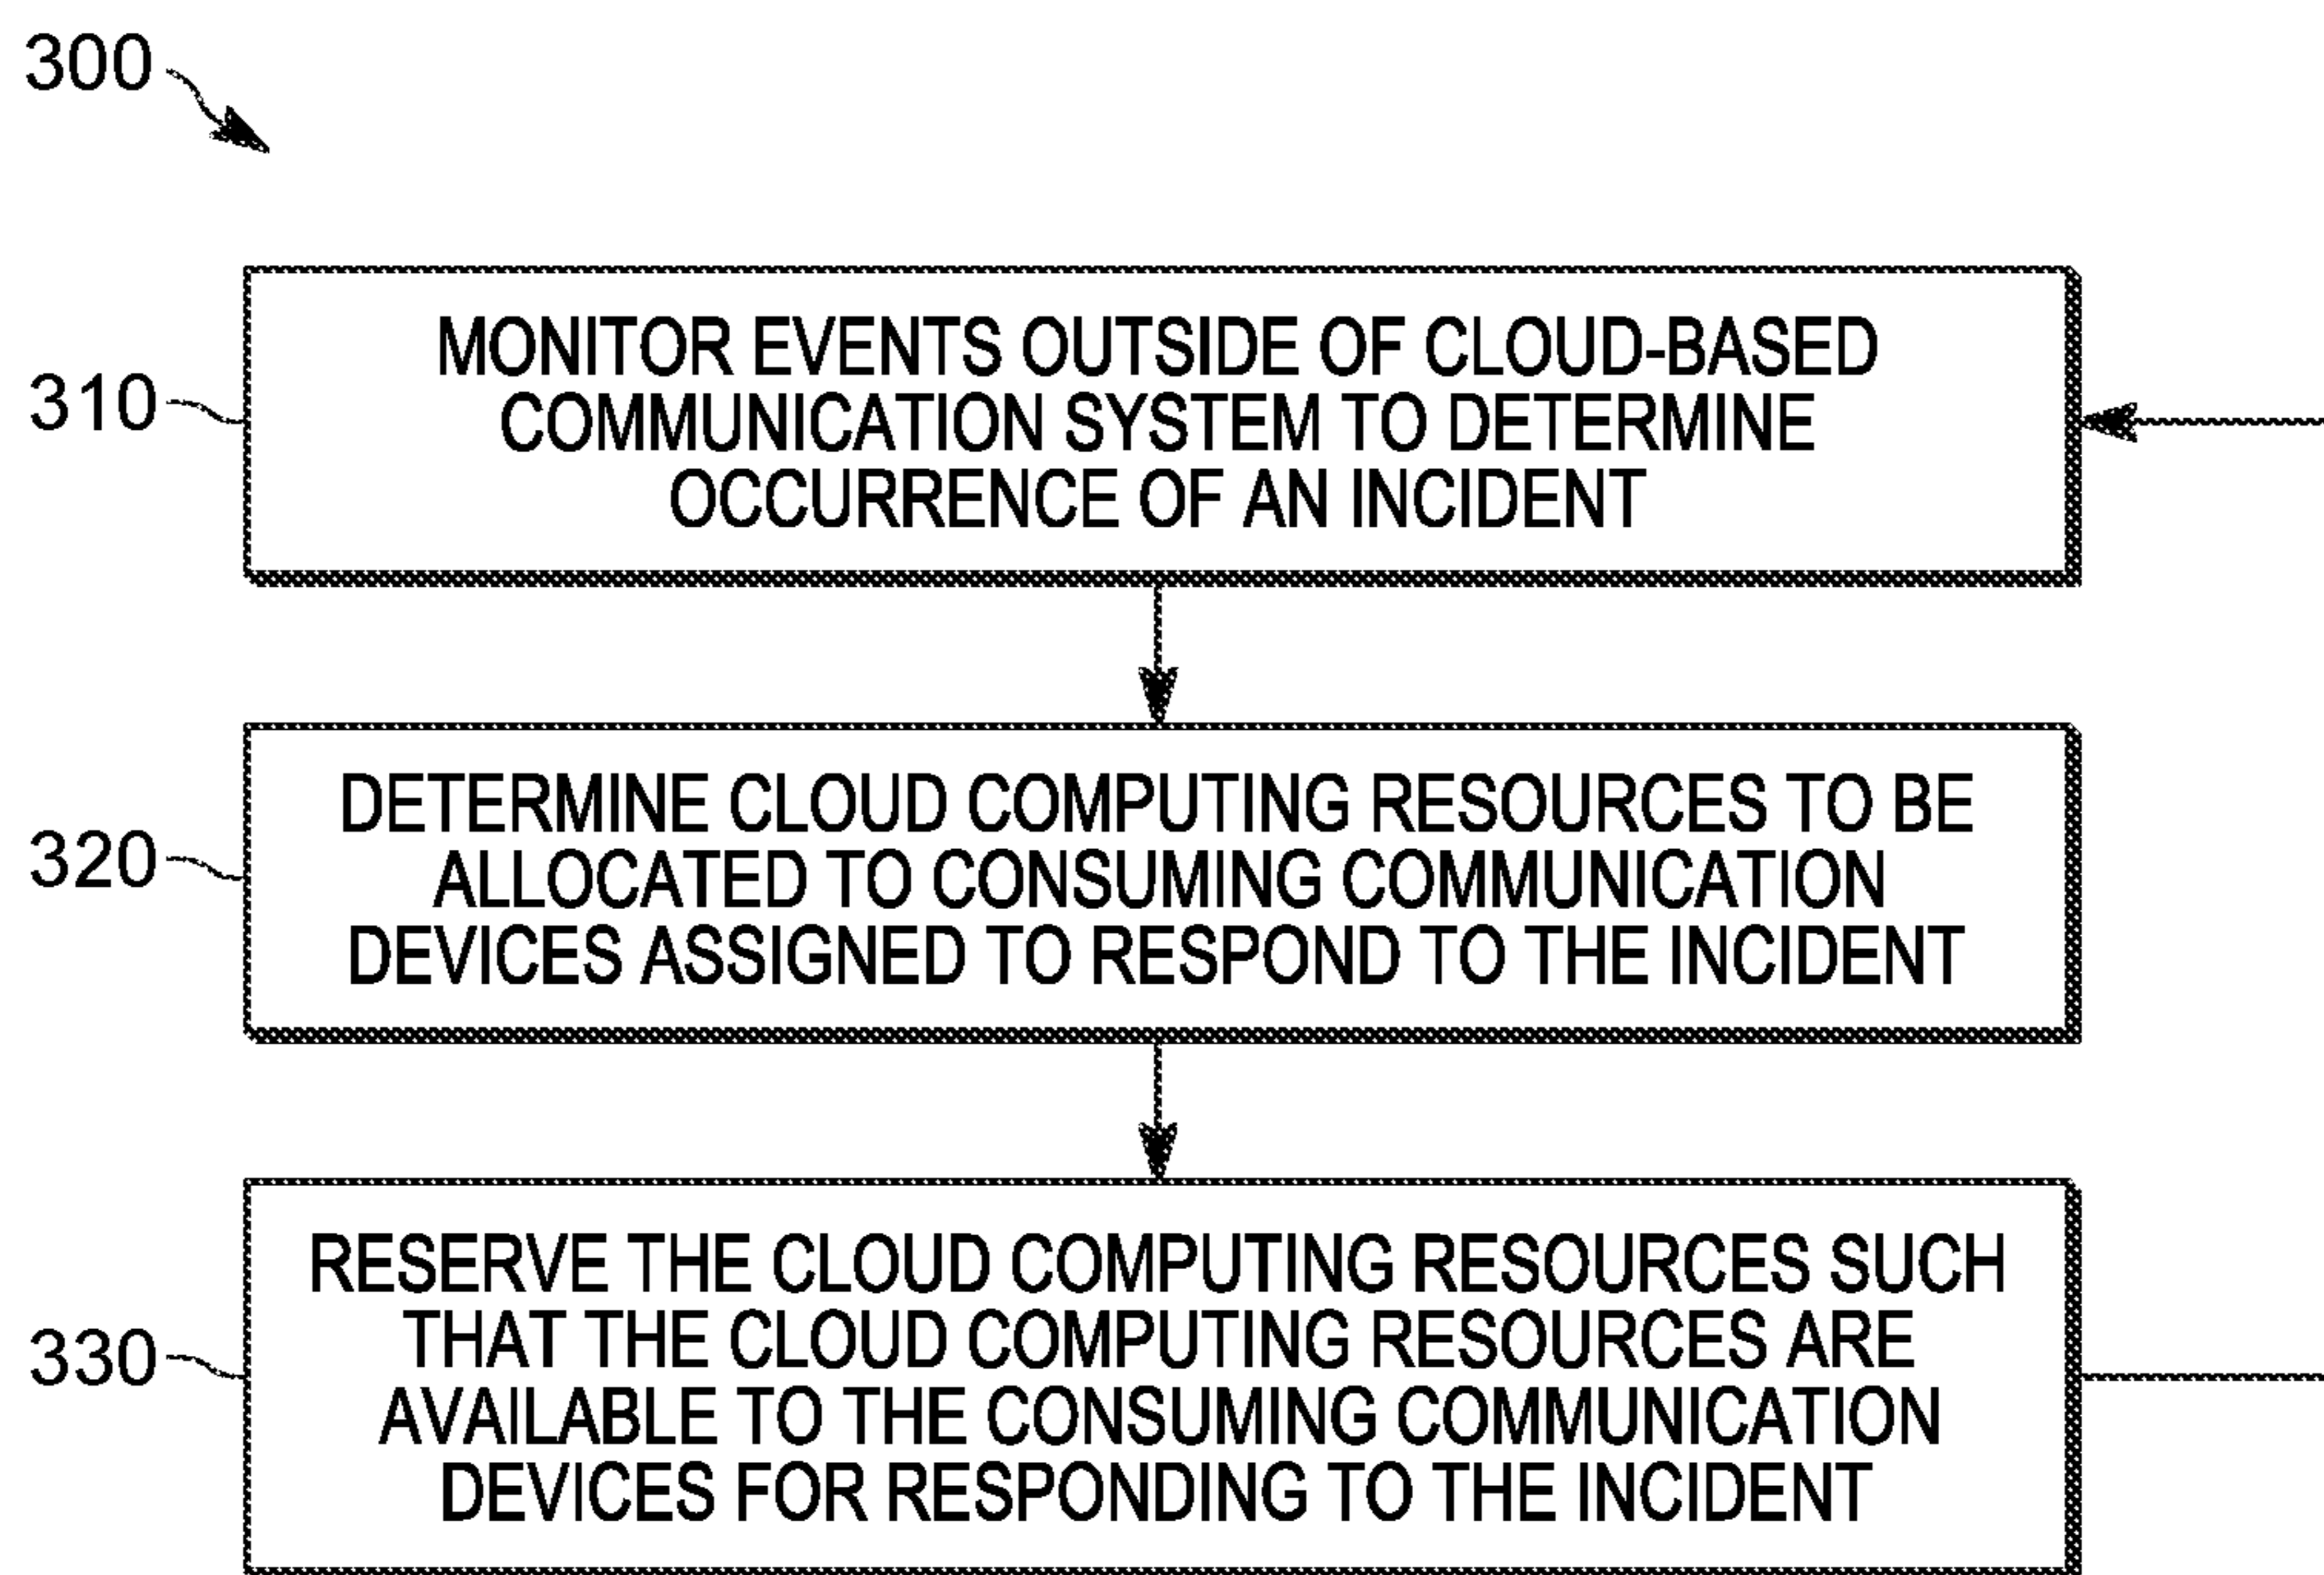 300
310
MONITOR EVENTS OUTSIDE OF CLOUD-BASED
COMMUNICATION SYSTEM TO DETERMINE
OCCURRENCE OF AN INCIDENT
320
DETERMINE CLOUD COMPUTING RESOURCES TO BE
ALLOCATED TO CONSUMING COMMUNICATION
DEVICES ASSIGNED TO RESPOND TO THE INCIDENT
330
RESERVE THE CLOUD COMPUTING RESOURCES SUCH
THAT THE CLOUD COMPUTING RESOURCES ARE
AVAILABLE TO THE CONSUMING COMMUNICATION
DEVICES FOR RESPONDING TO THE INCIDENT